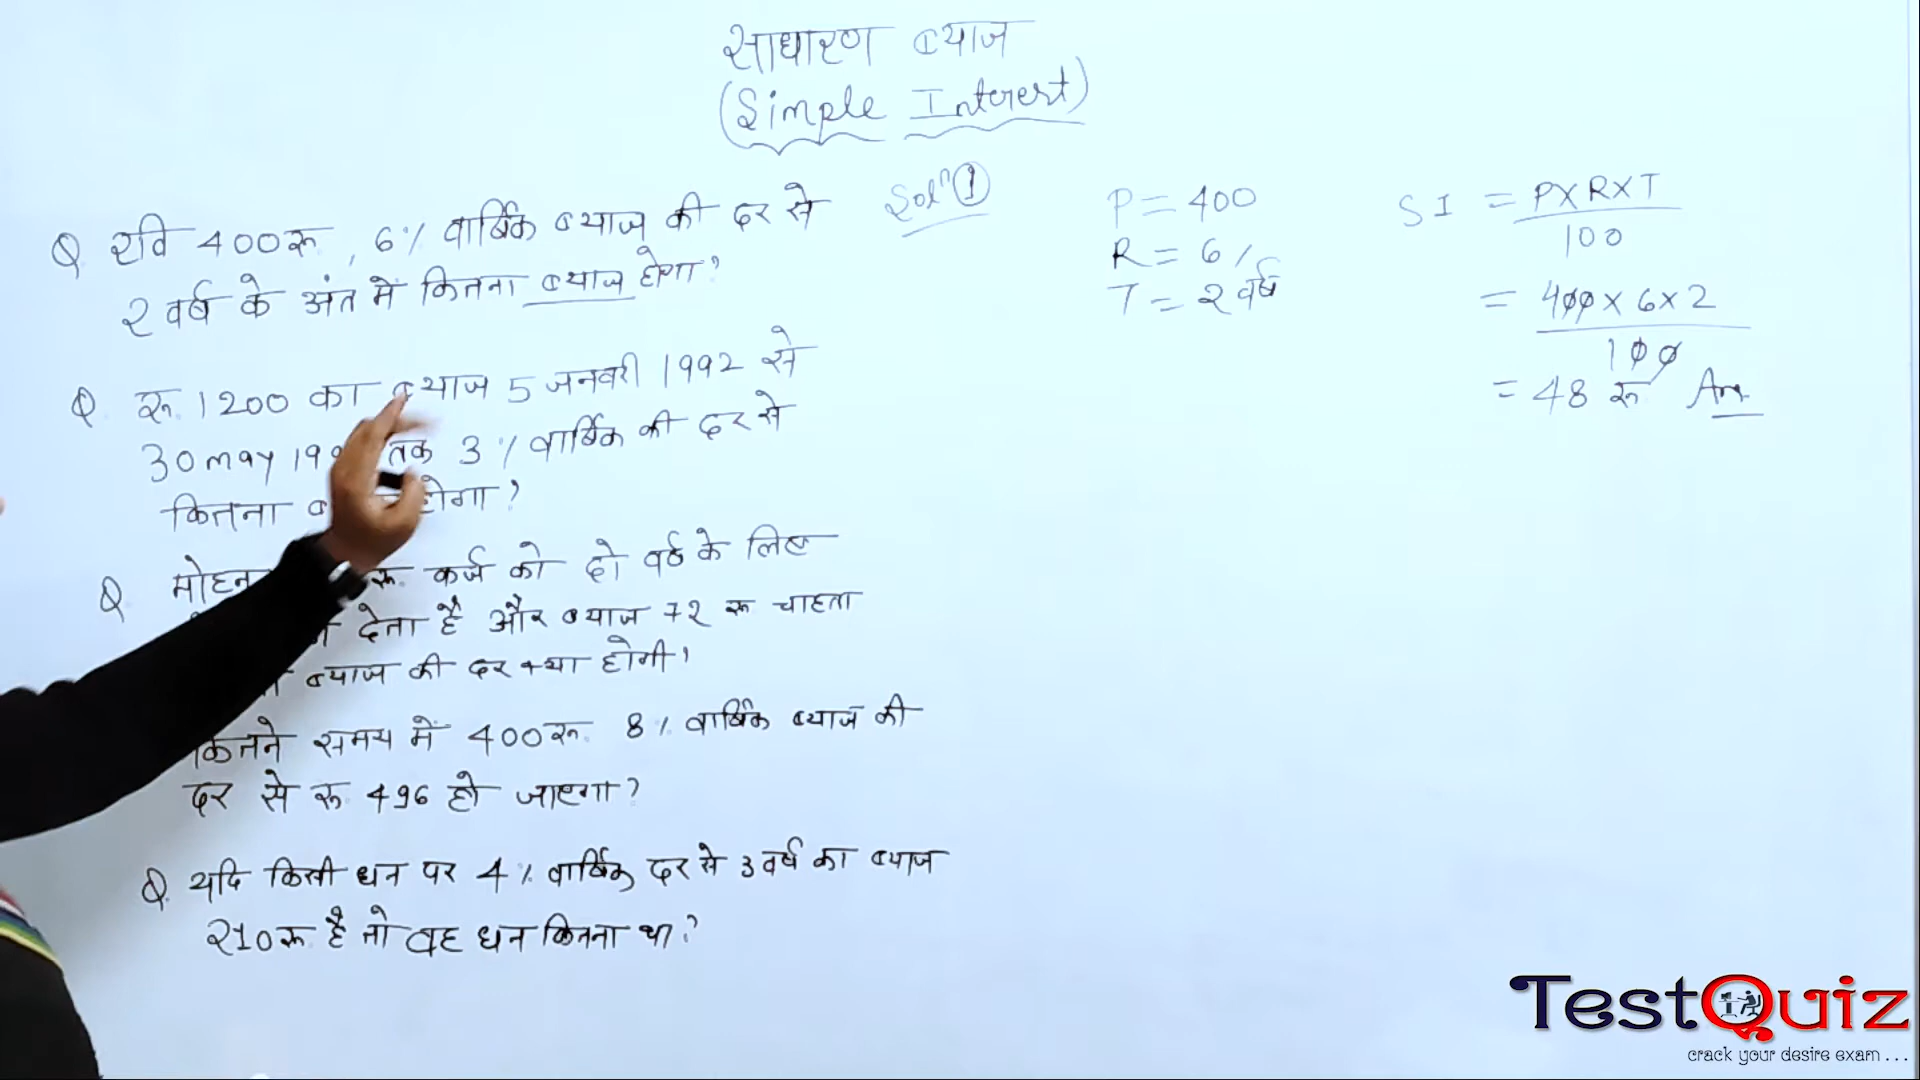 साधारण ब्याज
(Simple Interest)
Q रवि 400 रू, 6% वार्षिक ब्याज की दर से
2 वर्ष के अंत में कितना ब्याज होगा?
Q रू. 1200 का ब्याज 5 जनवरी 1992 से
30 may तक 3% वार्षिक की दर से
कितना होगा?
Q मोहन रू. कर्ज को दो वर्ष के लिए
देता है और ब्याज 72 रू चाहता
ब्याज की दर क्या होगी।
कितने समय में 400 रू. 8% वार्षिक ब्याज की
दर से रू 496 हो जाएगा?
Q. यदि किसी धन पर 4% वार्षिक दर से 3 वर्ष का ब्याज
210 रू. है तो वह धन कितना था?
Solⁿ ①
P = 400
R = 6%
T = 2 वर्ष
SI = P×R×T
100
= 400 × 6 × 2
100
= 48 रू Ans
TestQuiz
crack your desire exam . . .